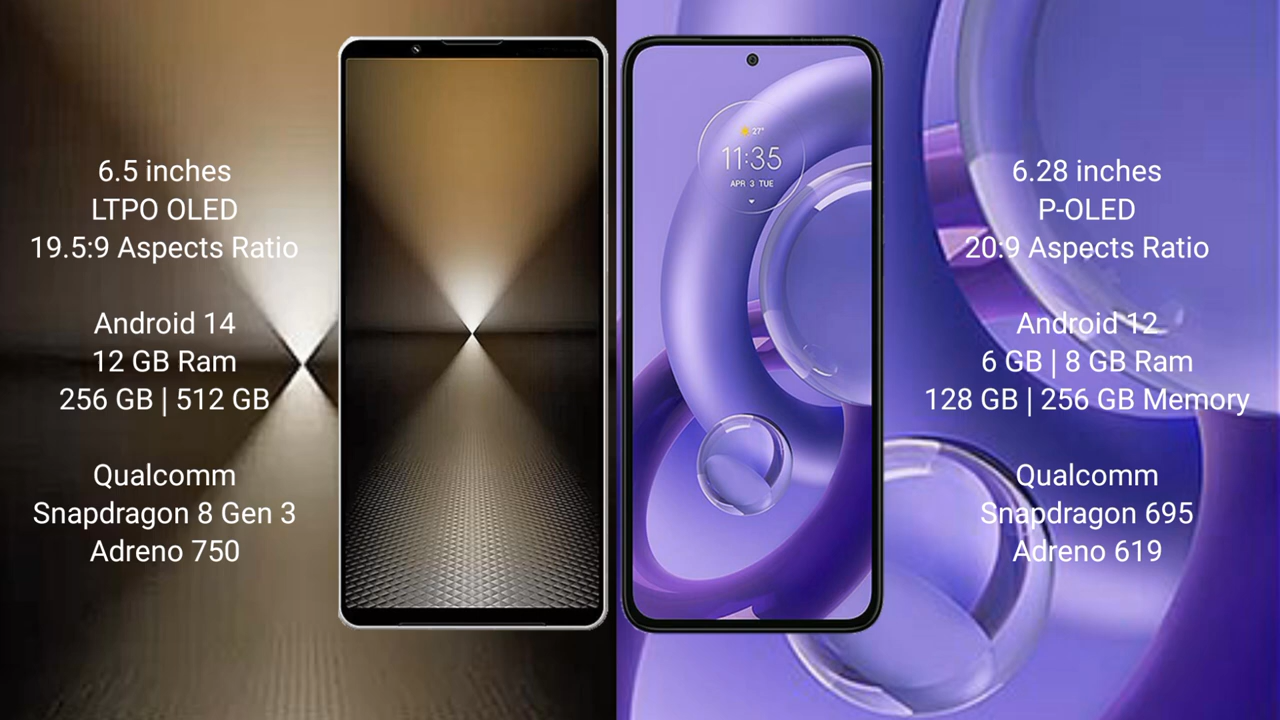 6.5 inches
LTPO OLED
19.5:9 Aspects Ratio
Android 14
12 GB Ram
256 GB | 512 GB
Qualcomm
Snapdragon 8 Gen 3
Adreno 750
27°
11:35
APR 3 TUE
6.28 inches
P-OLED
20:9 Aspects Ratio
Android 12
6 GB | 8 GB Ram
128 GB | 256 GB Memory
Qualcomm
Snapdragon 695
Adreno 619